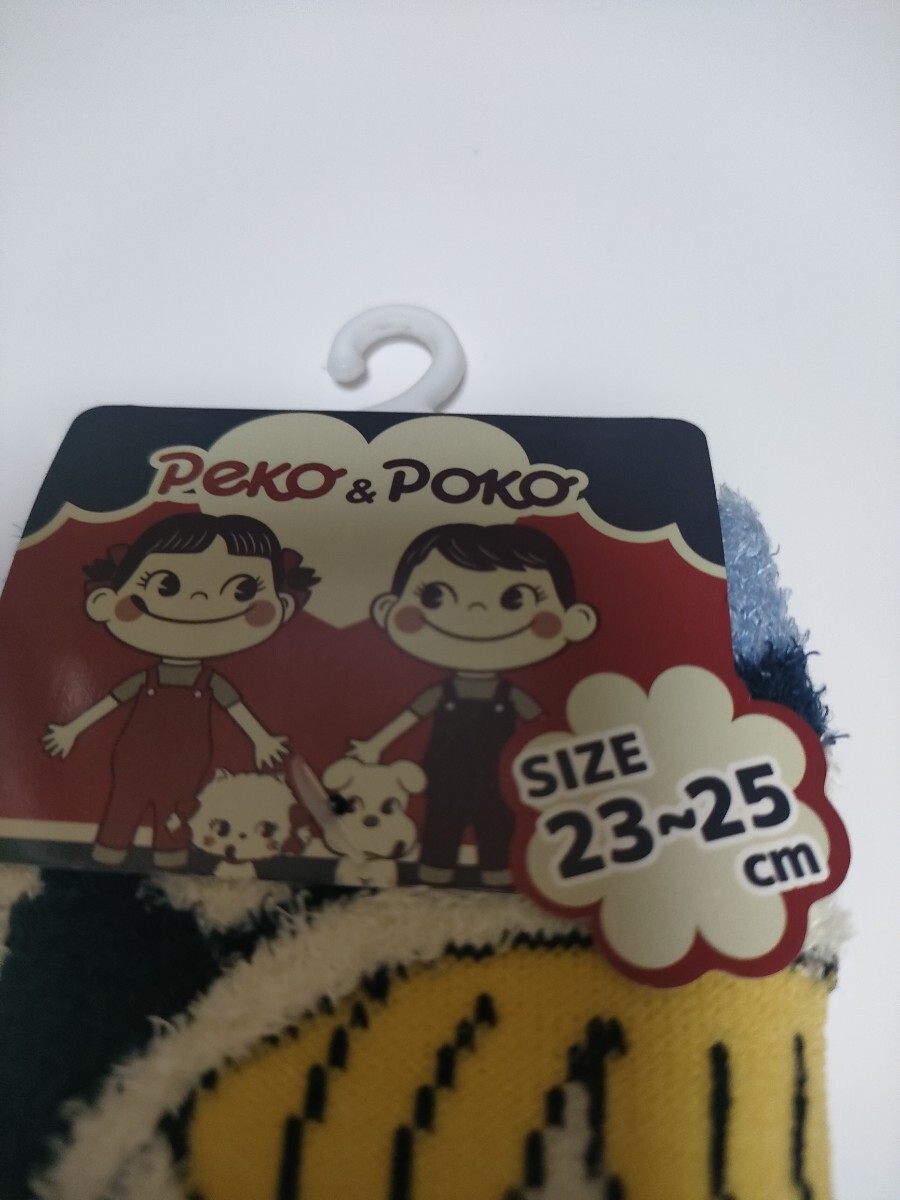 Peko & Poko
SIZE
23~25
cm